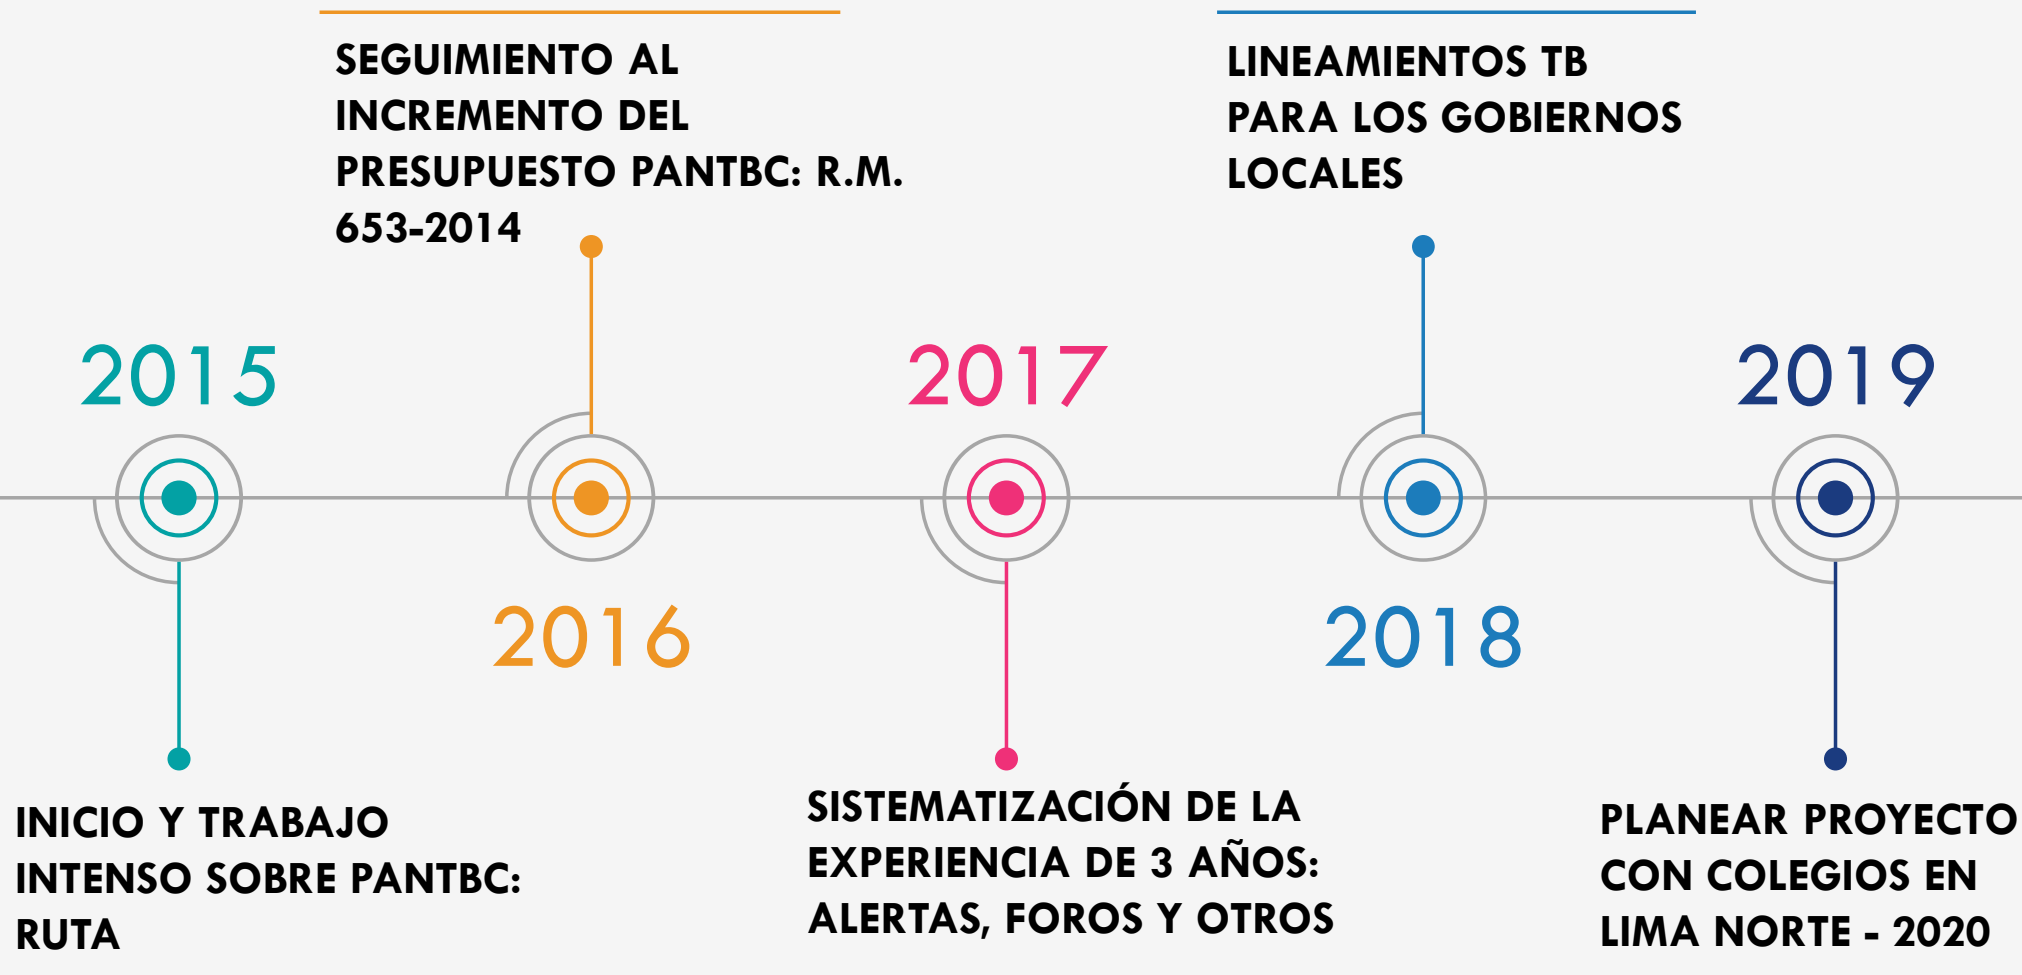 SEGUIMIENTO AL
INCREMENTO DEL
PRESUPUESTO PANTBC: R.M.
653-2014
LINEAMIENTOS TB
PARA LOS GOBIERNOS
LOCALES
2015
2017
2019
2016
2018
INICIO Y TRABAJO
INTENSO SOBRE PANTBC:
RUTA
SISTEMATIZACIÓN DE LA
EXPERIENCIA DE 3 AÑOS:
ALERTAS, FOROS Y OTROS
PLANEAR PROYECTO
CON COLEGIOS EN
LIMA NORTE - 2020